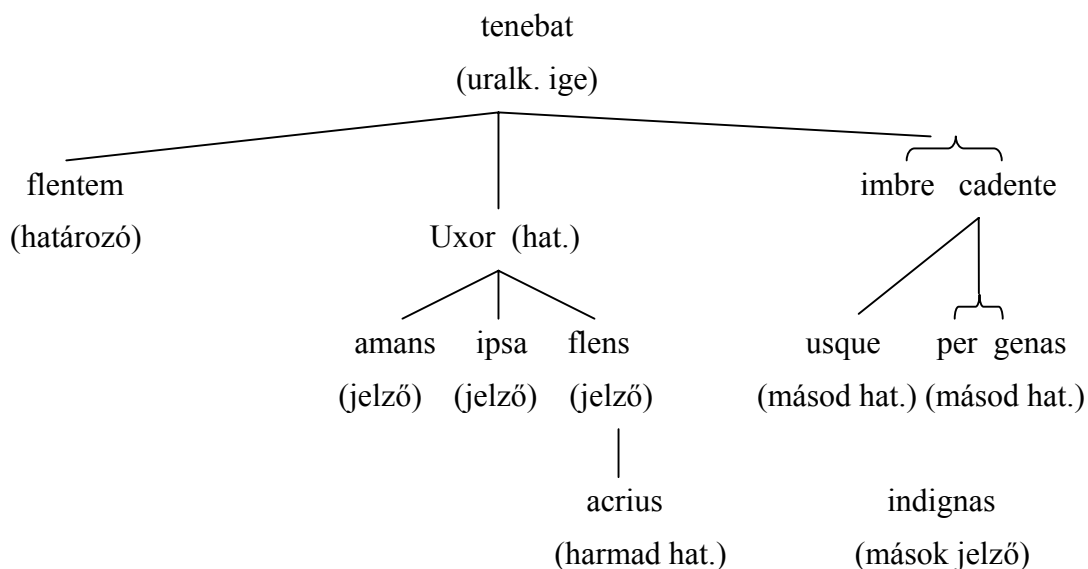 tenebat
(uralk. ige)
flentem
imbre cadente
(határozó)
Uxor (hat.)
amans ipsa flens
usque per genas
(jelző) (jelző) (jelző)
(másod hat.) (másod hat.)
acrius
indignas
(harmad hat.)
(mások jelző)